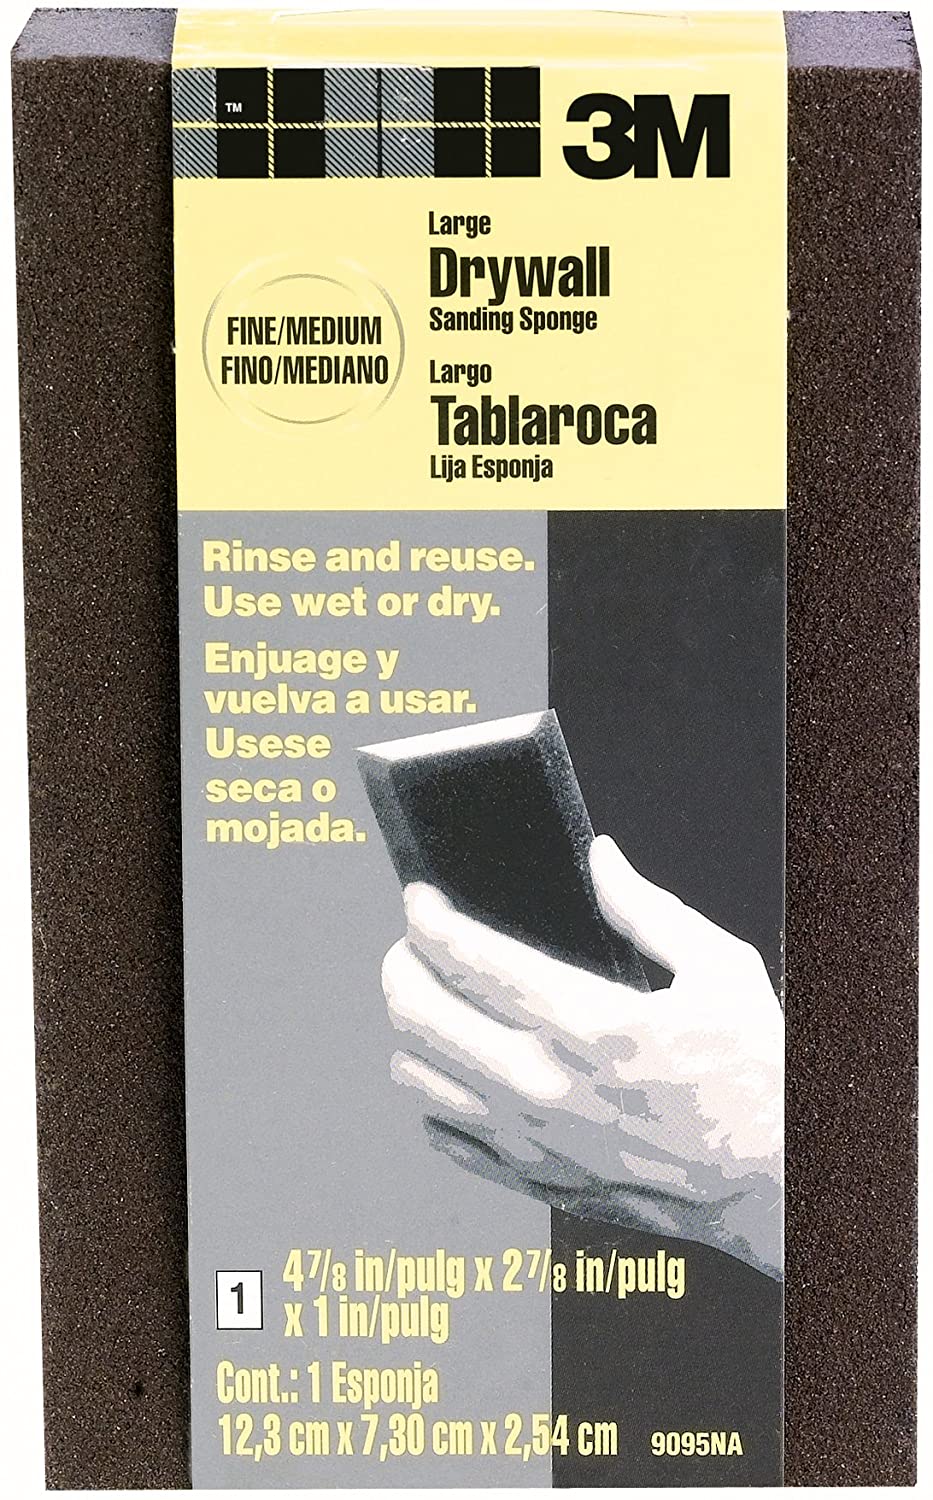 ™
3M
Large
Drywall
Sanding Sponge
FINE/MEDIUM
FINO/MEDIANO
Largo
Tablaroca
Lija Esponja
Rinse and reuse.
Use wet or dry.
Enjuage y
vuelva a usar.
Usese
seca o
mojada.
1
4 7/8 in/pulg x 2 7/8 in/pulg
x 1 in/pulg
Cont.: 1 Esponja
12,3 cm x 7,30 cm x 2,54 cm
9095NA